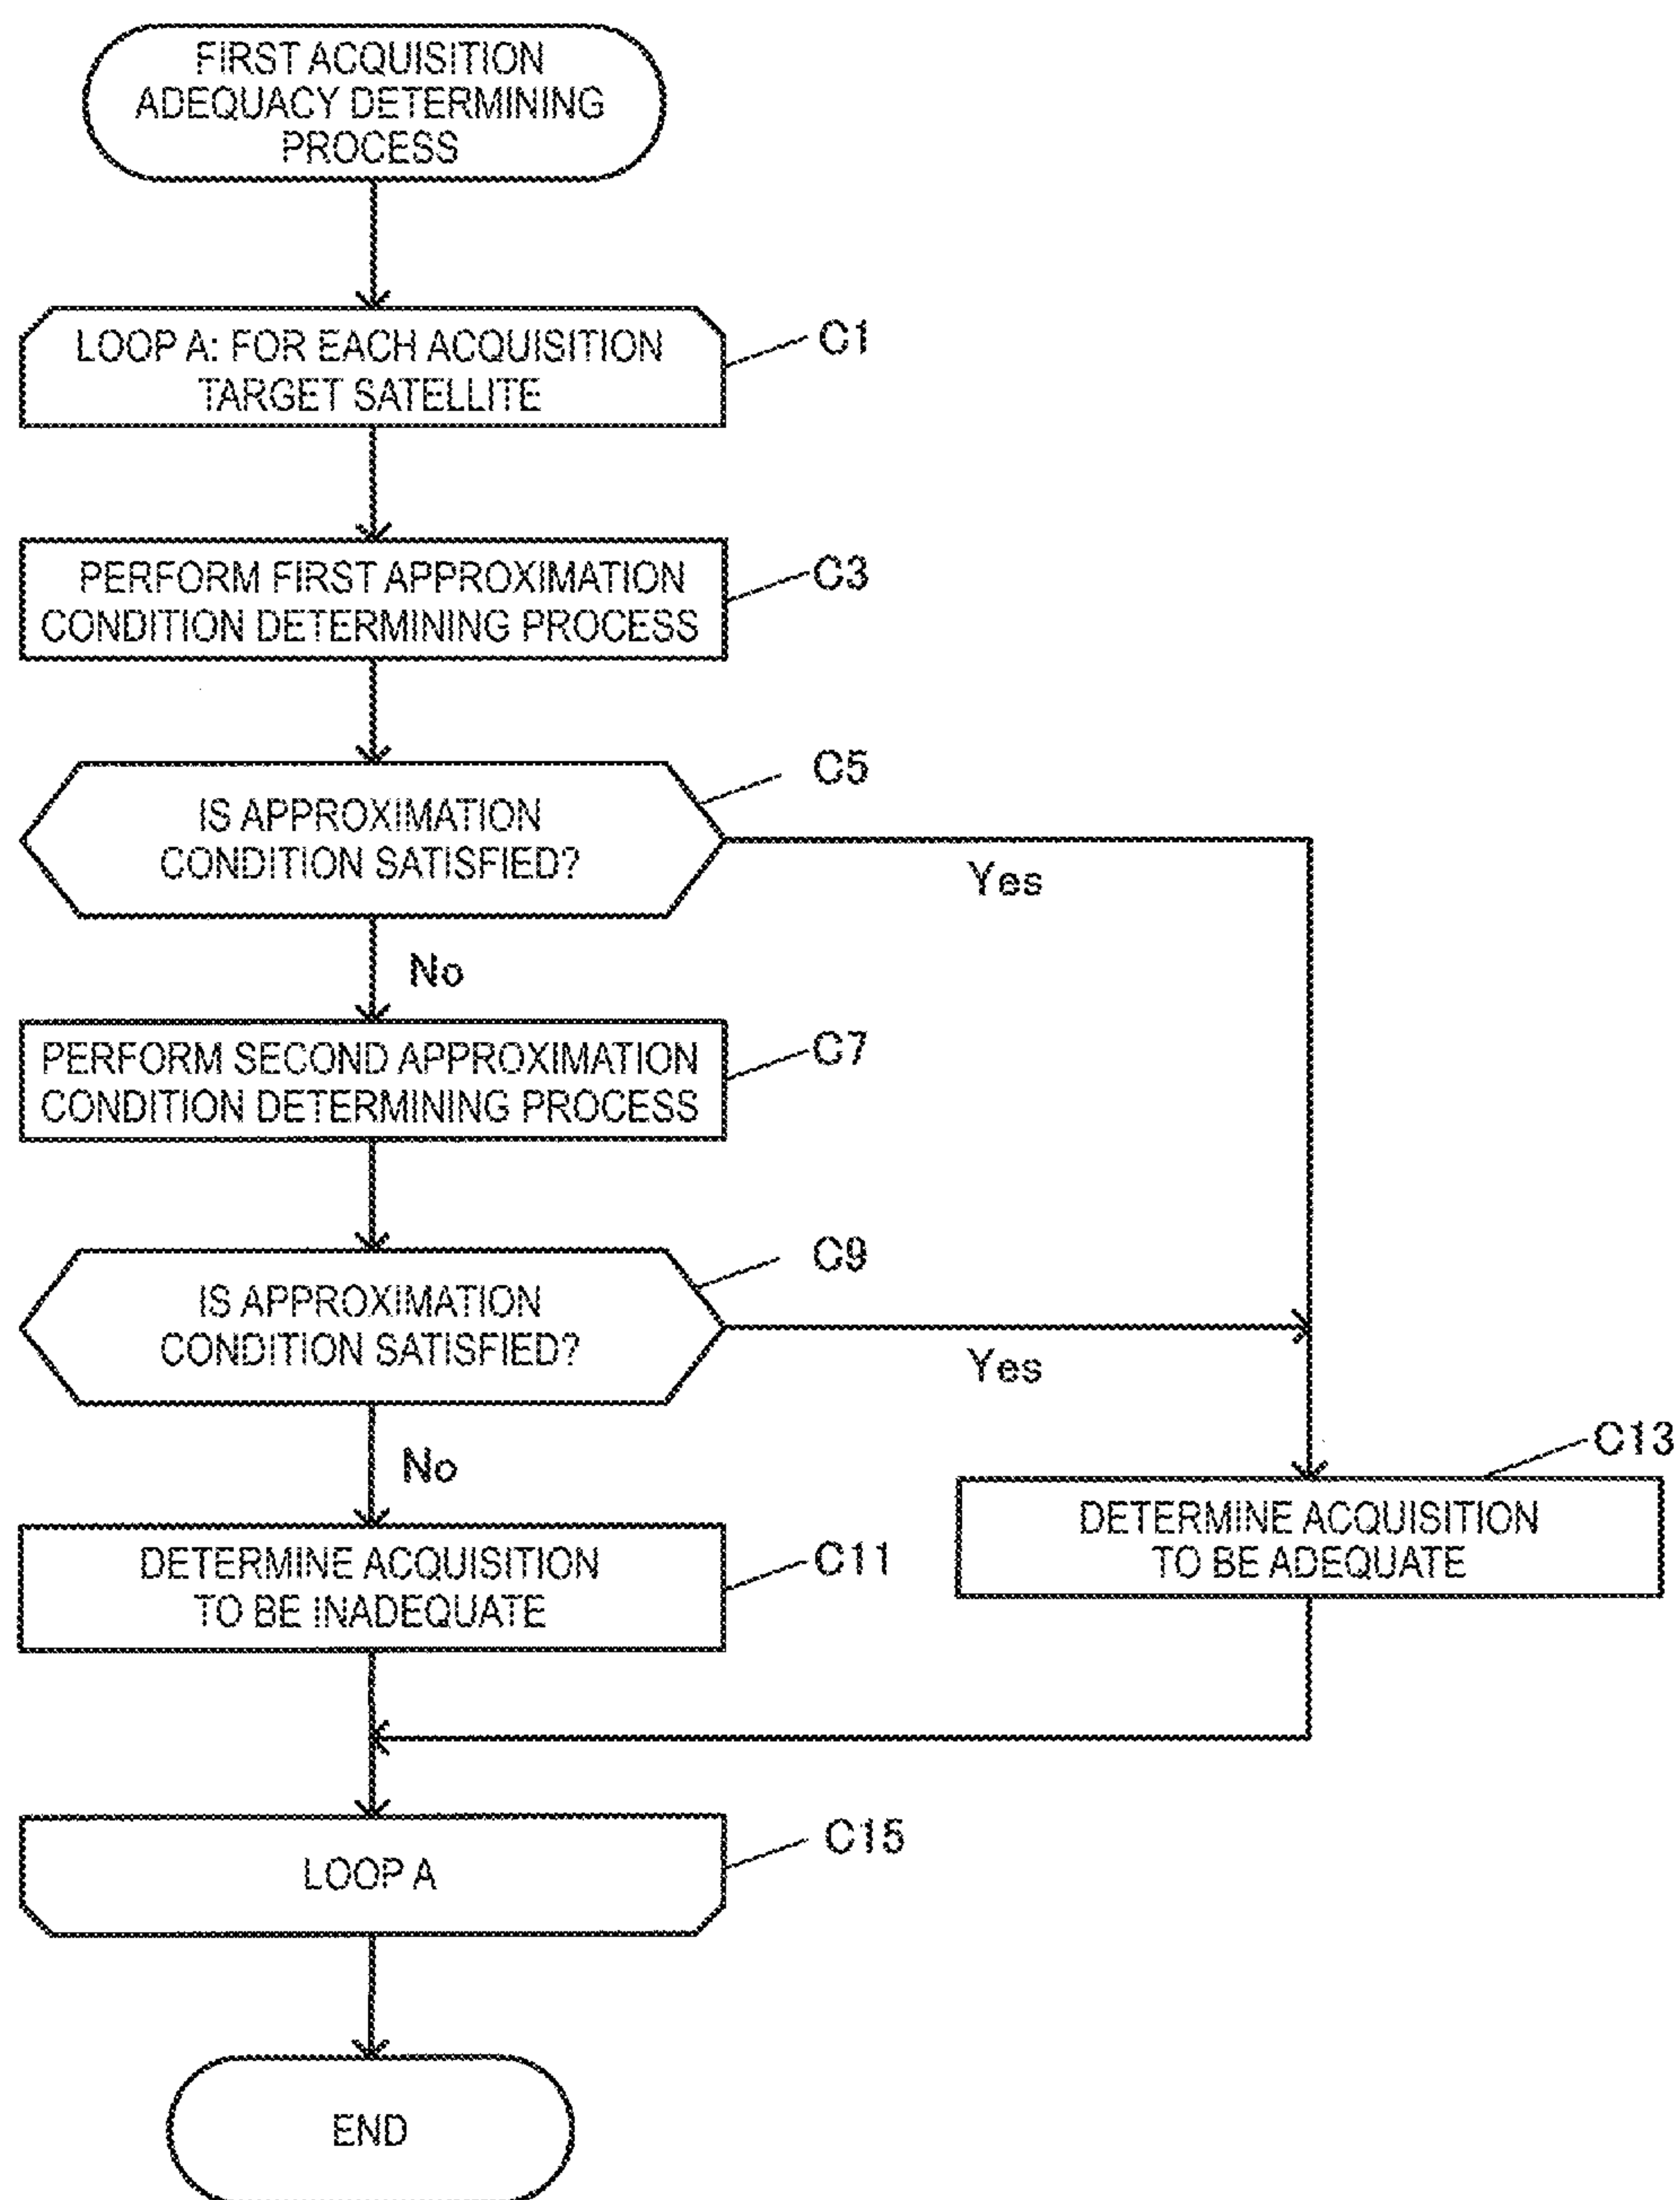 FIRST ACQUISITION
ADEQUACY DETERMINING
PROCESS
LOOP A: FOR EACH ACQUISITION
TARGET SATELLITE
C1
PERFORM FIRST APPROXIMATION
CONDITION DETERMINING PROCESS
C3
IS APPROXIMATION
CONDITION SATISFIED?
C5
Yes
No
PERFORM SECOND APPROXIMATION
CONDITION DETERMINING PROCESS
C7
IS APPROXIMATION
CONDITION SATISFIED?
C9
Yes
No
DETERMINE ACQUISITION
TO BE INADEQUATE
C11
DETERMINE ACQUISITION
TO BE ADEQUATE
C13
LOOP A
C15
END